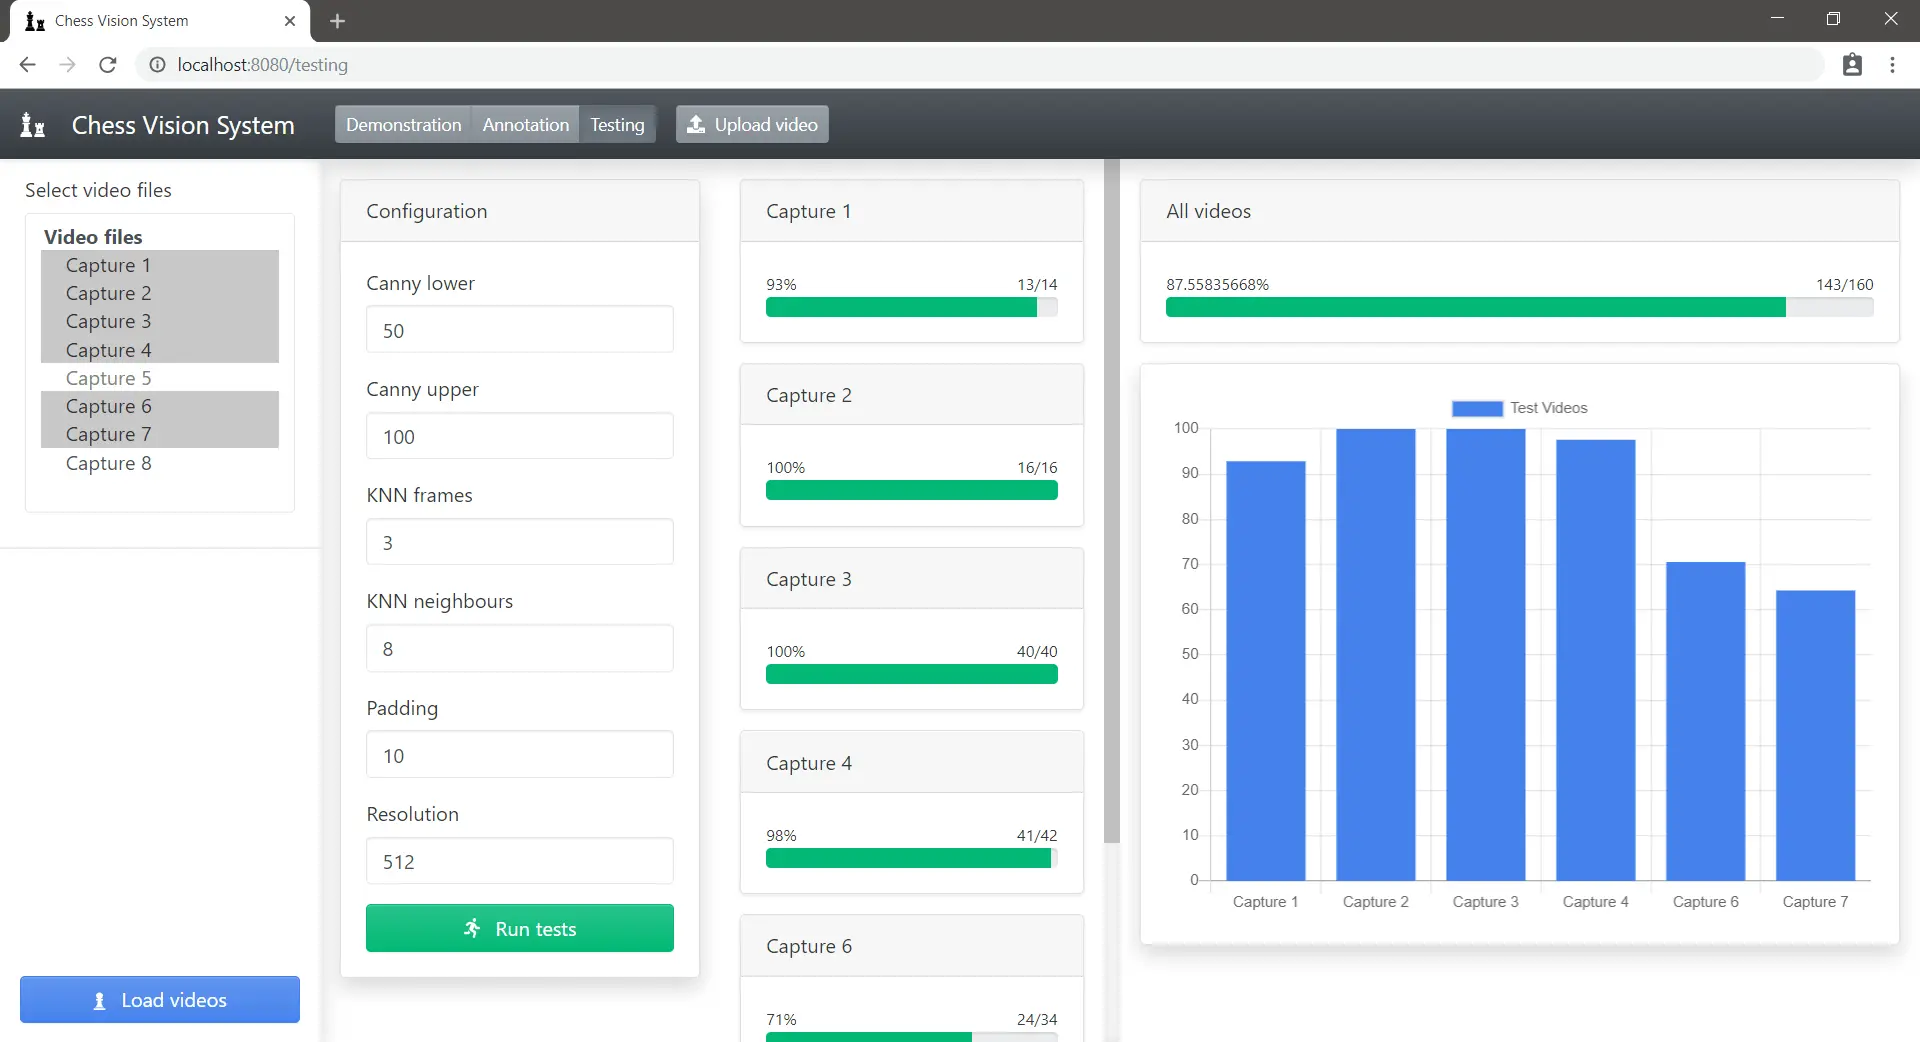 Chess Vision System
localhost:8080/testing
Chess Vision System
Demonstration
Annotation
Testing
Upload video
Select video files
Video files
Capture 1
Capture 2
Capture 3
Capture 4
Capture 5
Capture 6
Capture 7
Capture 8
Load videos
Configuration
Canny lower
50
Canny upper
100
KNN frames
3
KNN neighbours
8
Padding
10
Resolution
512
Run tests
Capture 1
93% 13/14
Capture 2
100% 16/16
Capture 3
100% 40/40
Capture 4
98% 41/42
Capture 6
71% 24/34
All videos
87.55835668% 143/160
Test Videos
100
90
80
70
60
50
40
30
20
10
0
Capture 1 Capture 2 Capture 3 Capture 4 Capture 6 Capture 7